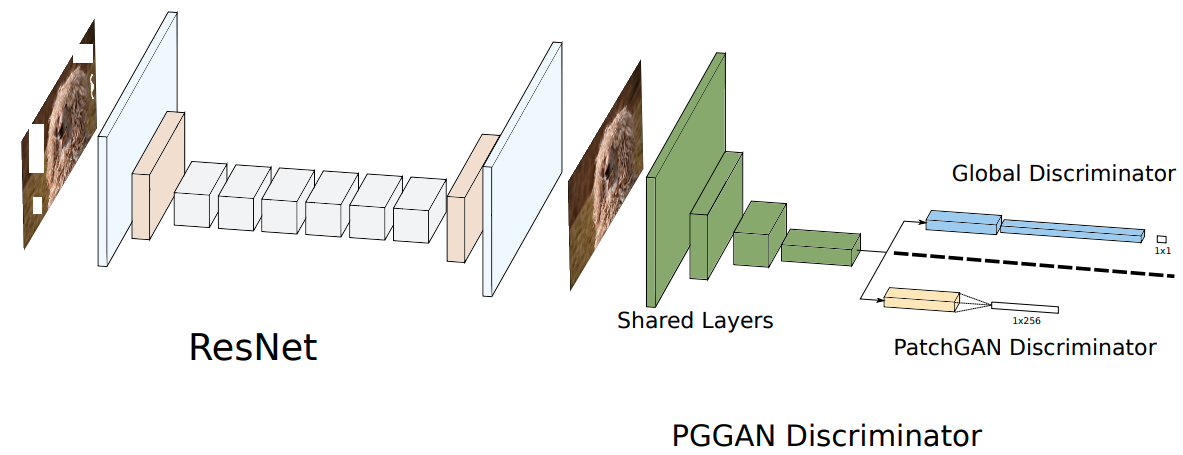 Global Discriminator
1x1
1x256
Shared Layers
PatchGAN Discriminator
ResNet
PGGAN Discriminator